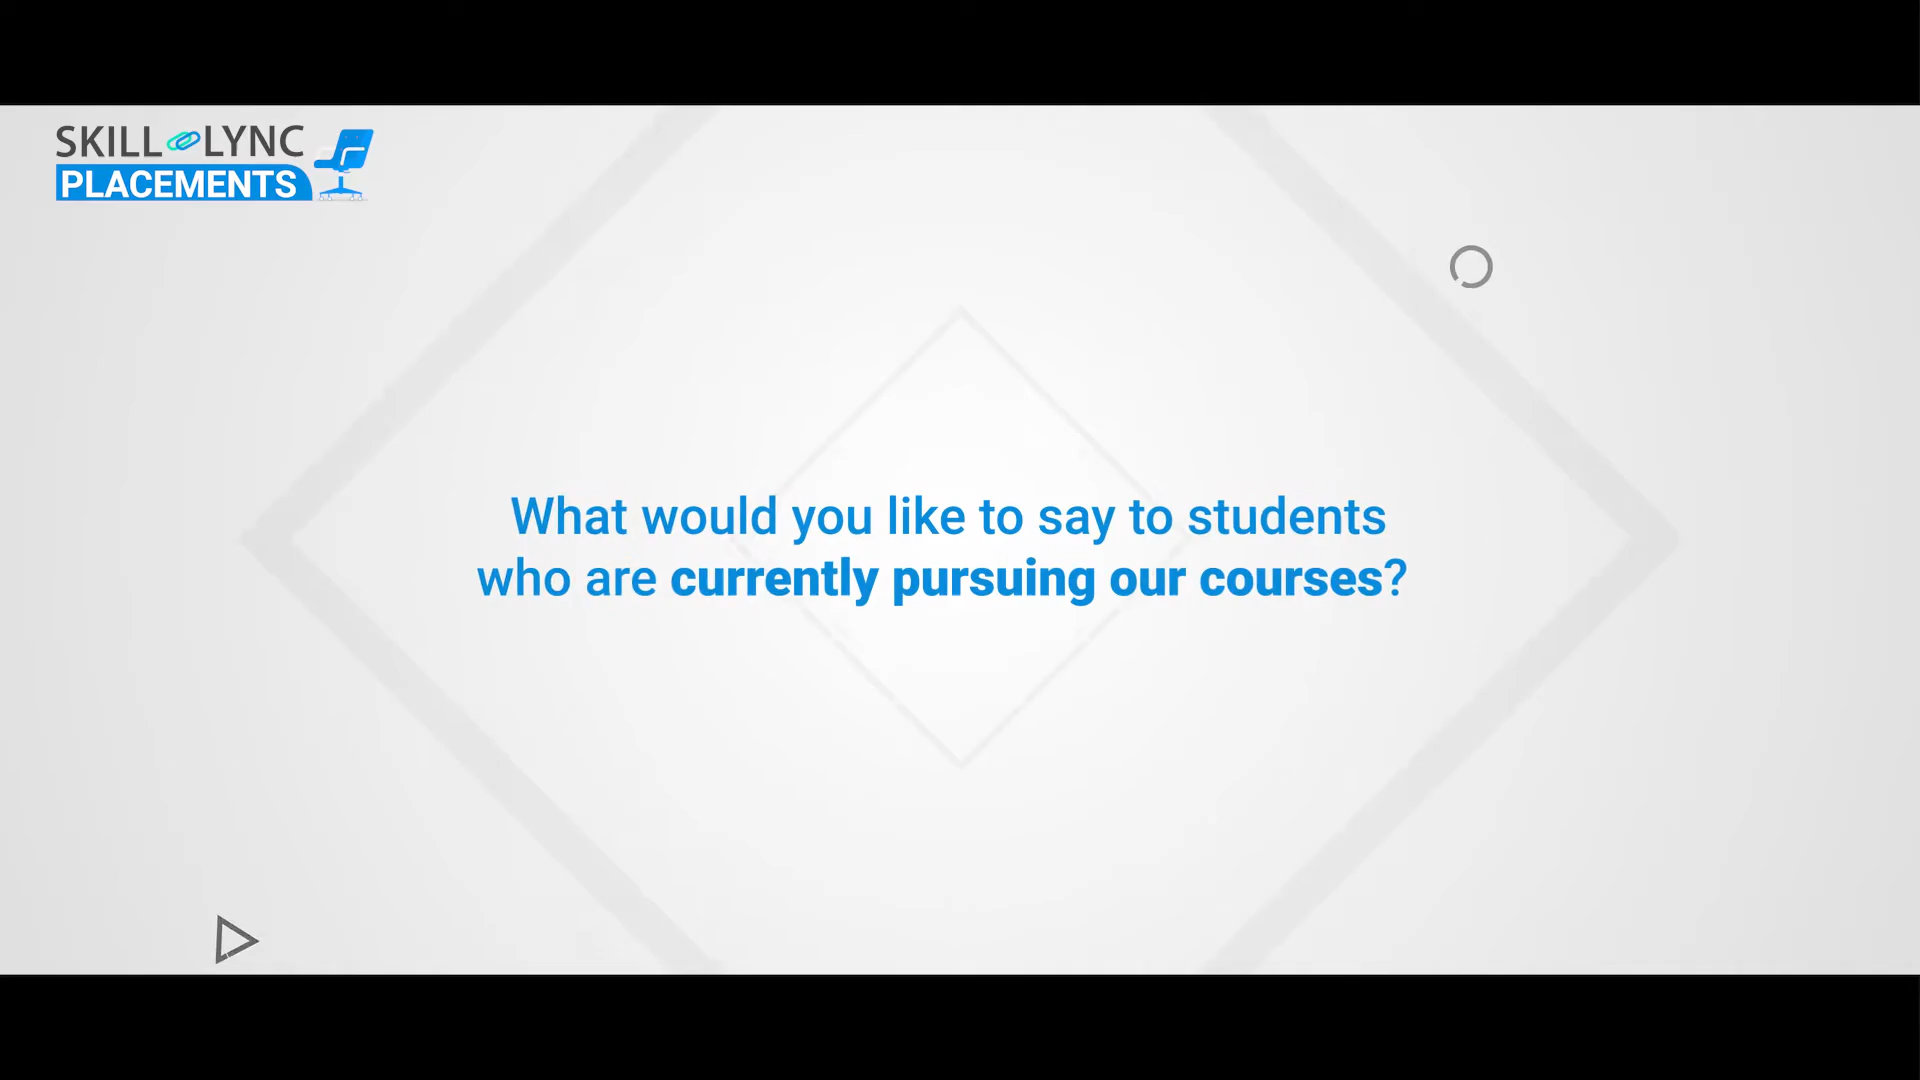 SKILL LYNC
PLACEMENTS
What would you like to say to students
who are currently pursuing our courses?